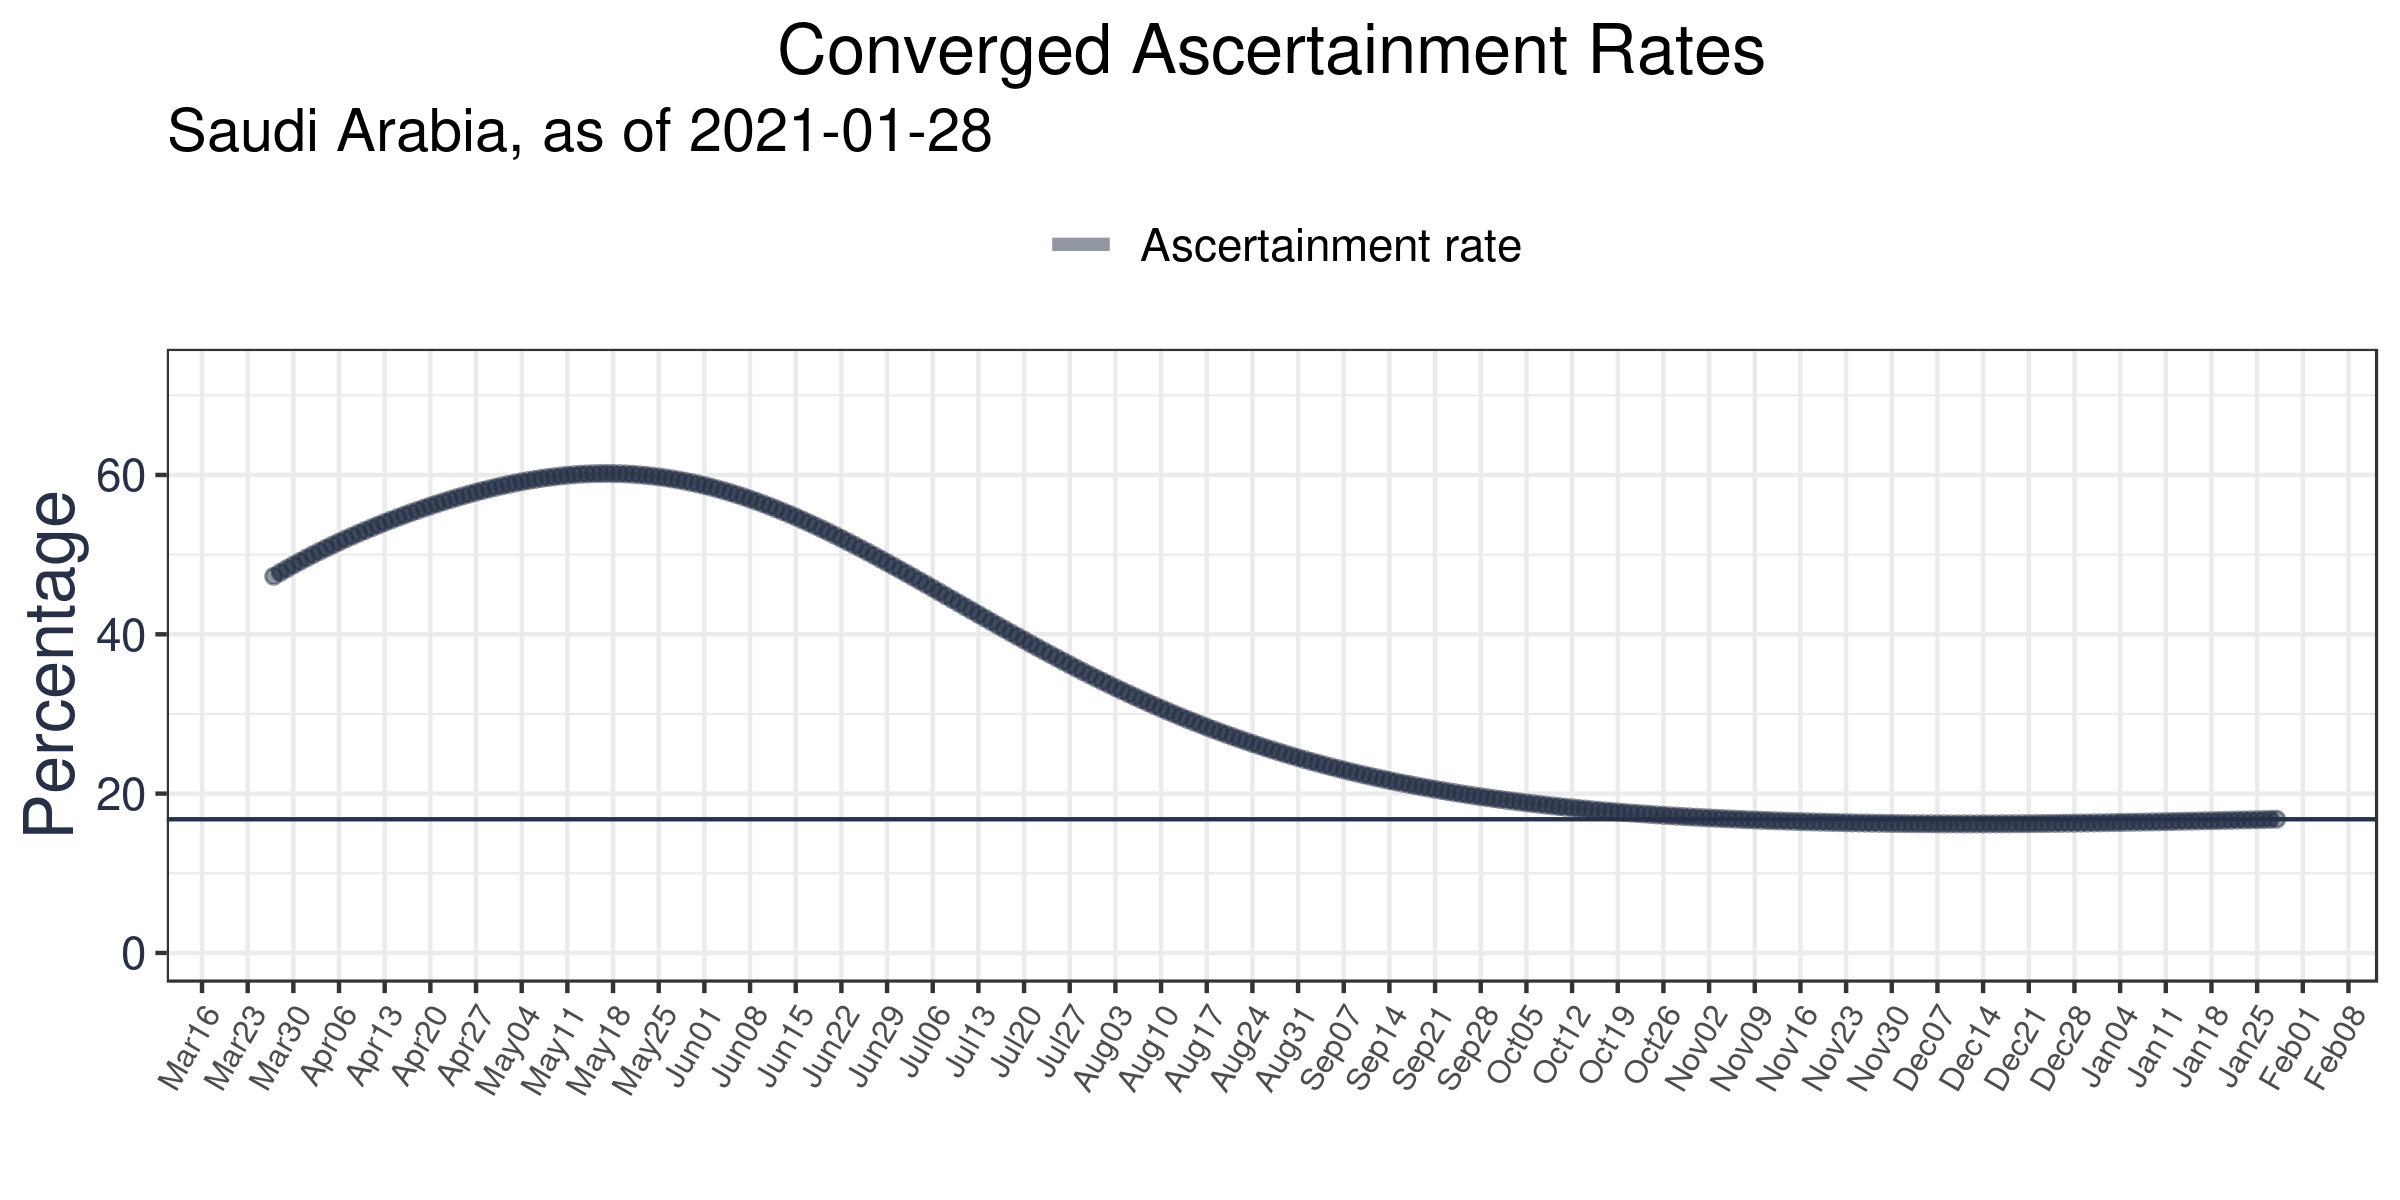 Converged Ascertainment Rates
Saudi Arabia, as of 2021-01-28
Ascertainment rate
Percentage
60
40
20
0
Mar16 Mar23 Mar30 Apr06 Apr13 Apr20 Apr27 May04 May11 May18 May25 Jun01 Jun08 Jun15 Jun22 Jun29 Jul06 Jul13 Jul20 Jul27 Aug03 Aug10 Aug17 Aug24 Aug31 Sep07 Sep14 Sep21 Sep28 Oct05 Oct12 Oct19 Oct26 Nov02 Nov09 Nov16 Nov23 Nov30 Dec07 Dec14 Dec21 Dec28 Jan04 Jan11 Jan18 Jan25 Feb01 Feb08